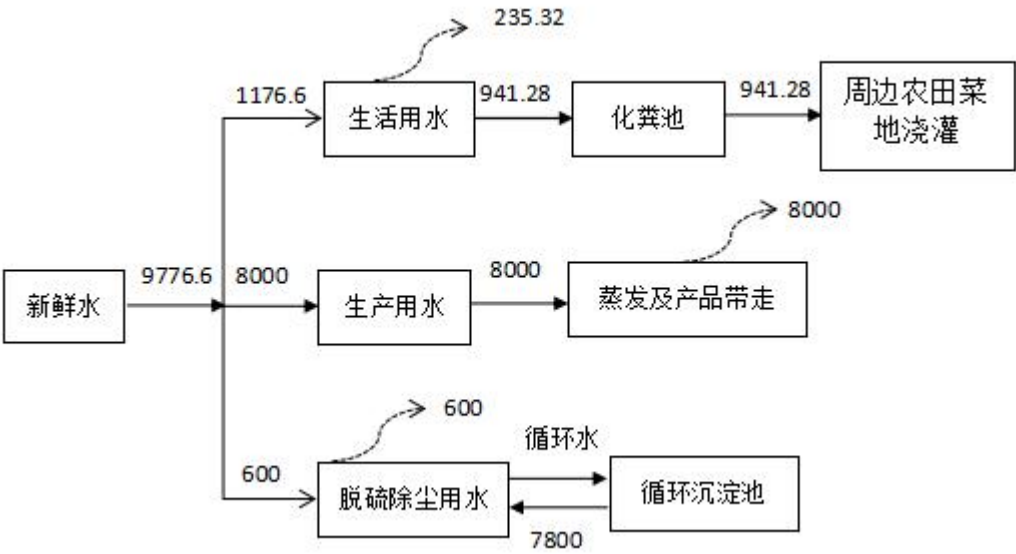 235.32
1176.6
生活用水
941.28
化粪池
941.28
周边农田菜
地浇灌
8000
新鲜水
9776.6
8000
生产用水
8000
蒸发及产品带走
600
循环水
600
脱硫除尘用水
循环沉淀池
7800